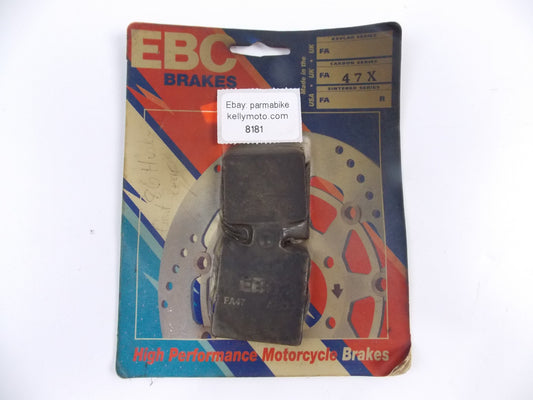 EBC
BRAKES
Made in the
USA • UK • UK
KEVLAR SERIES
FA
CARBON SERIES
FA 47X
SINTERED SERIES
FA R
Ebay: parmabike
kellymoto.com
8181
EBC
FA47
High Performance Motorcycle Brakes